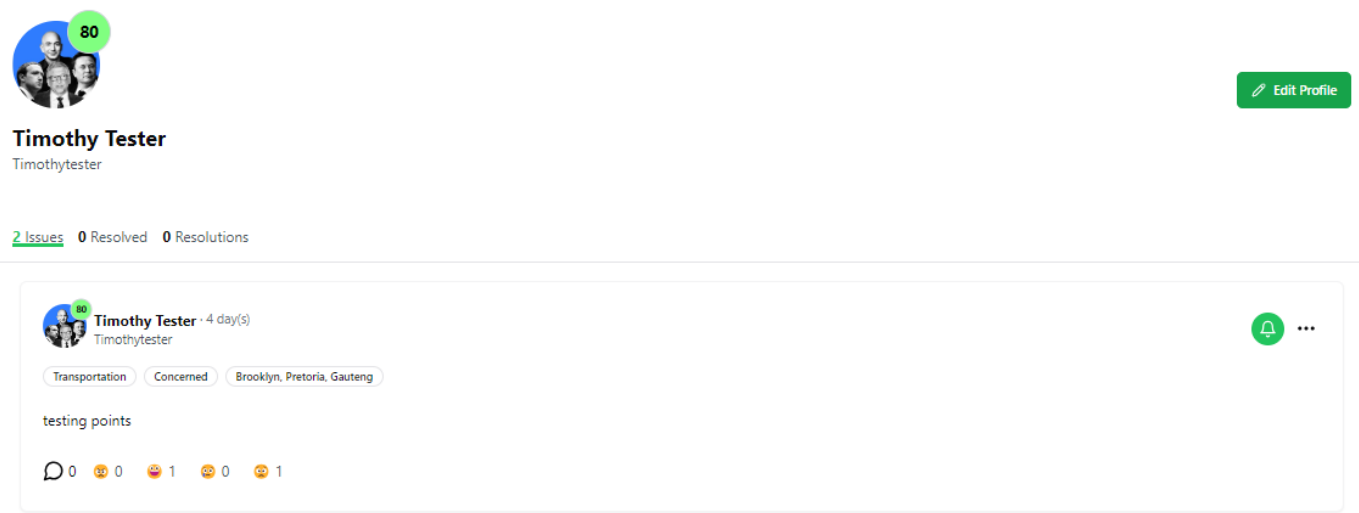 80
Edit Profile
Timothy Tester
Timothytester
2 Issues 0 Resolved 0 Resolutions
80
Timothy Tester · 4 day(s)
Timothytester
Transportation Concerned Brooklyn, Pretoria, Gauteng
testing points
0 0 1 0 1